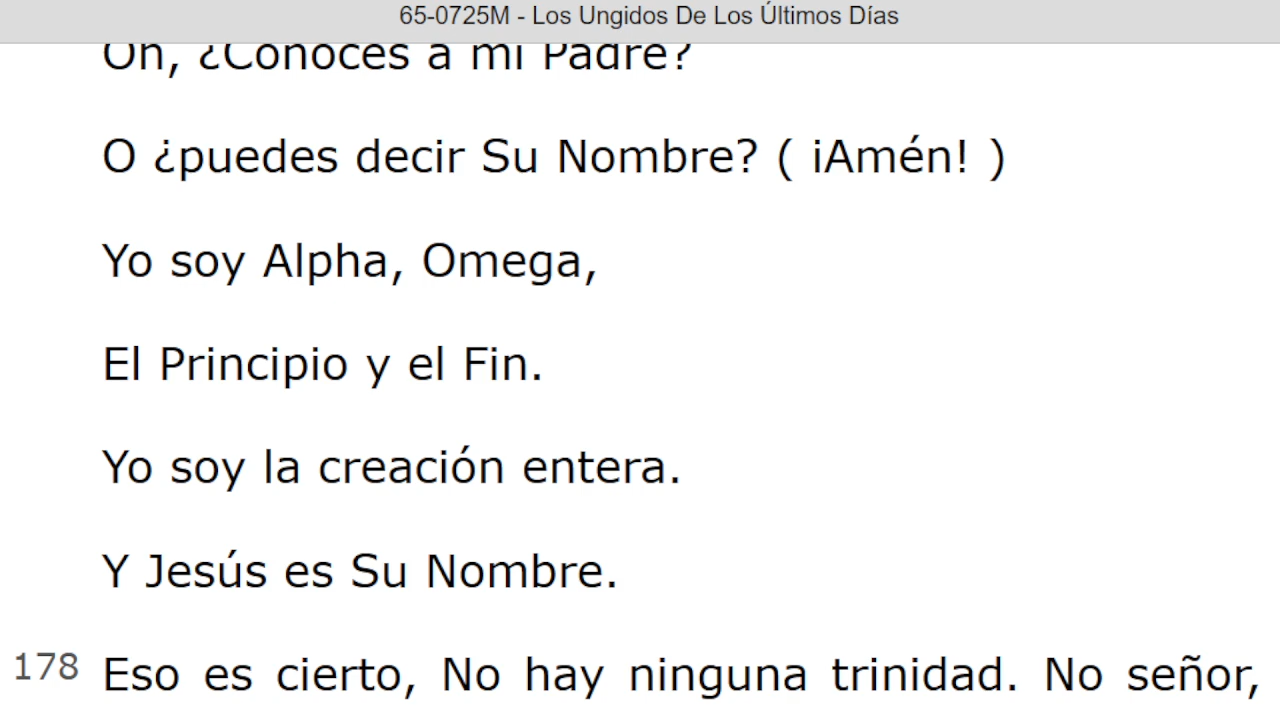 65-0725M - Los Ungidos De Los Últimos Días
Oh, ¿Conoces a mi Padre?
O ¿puedes decir Su Nombre? ( ¡Amén! )
Yo soy Alpha, Omega,
El Principio y el Fin.
Yo soy la creación entera.
Y Jesús es Su Nombre.
178 Eso es cierto, No hay ninguna trinidad. No señor,